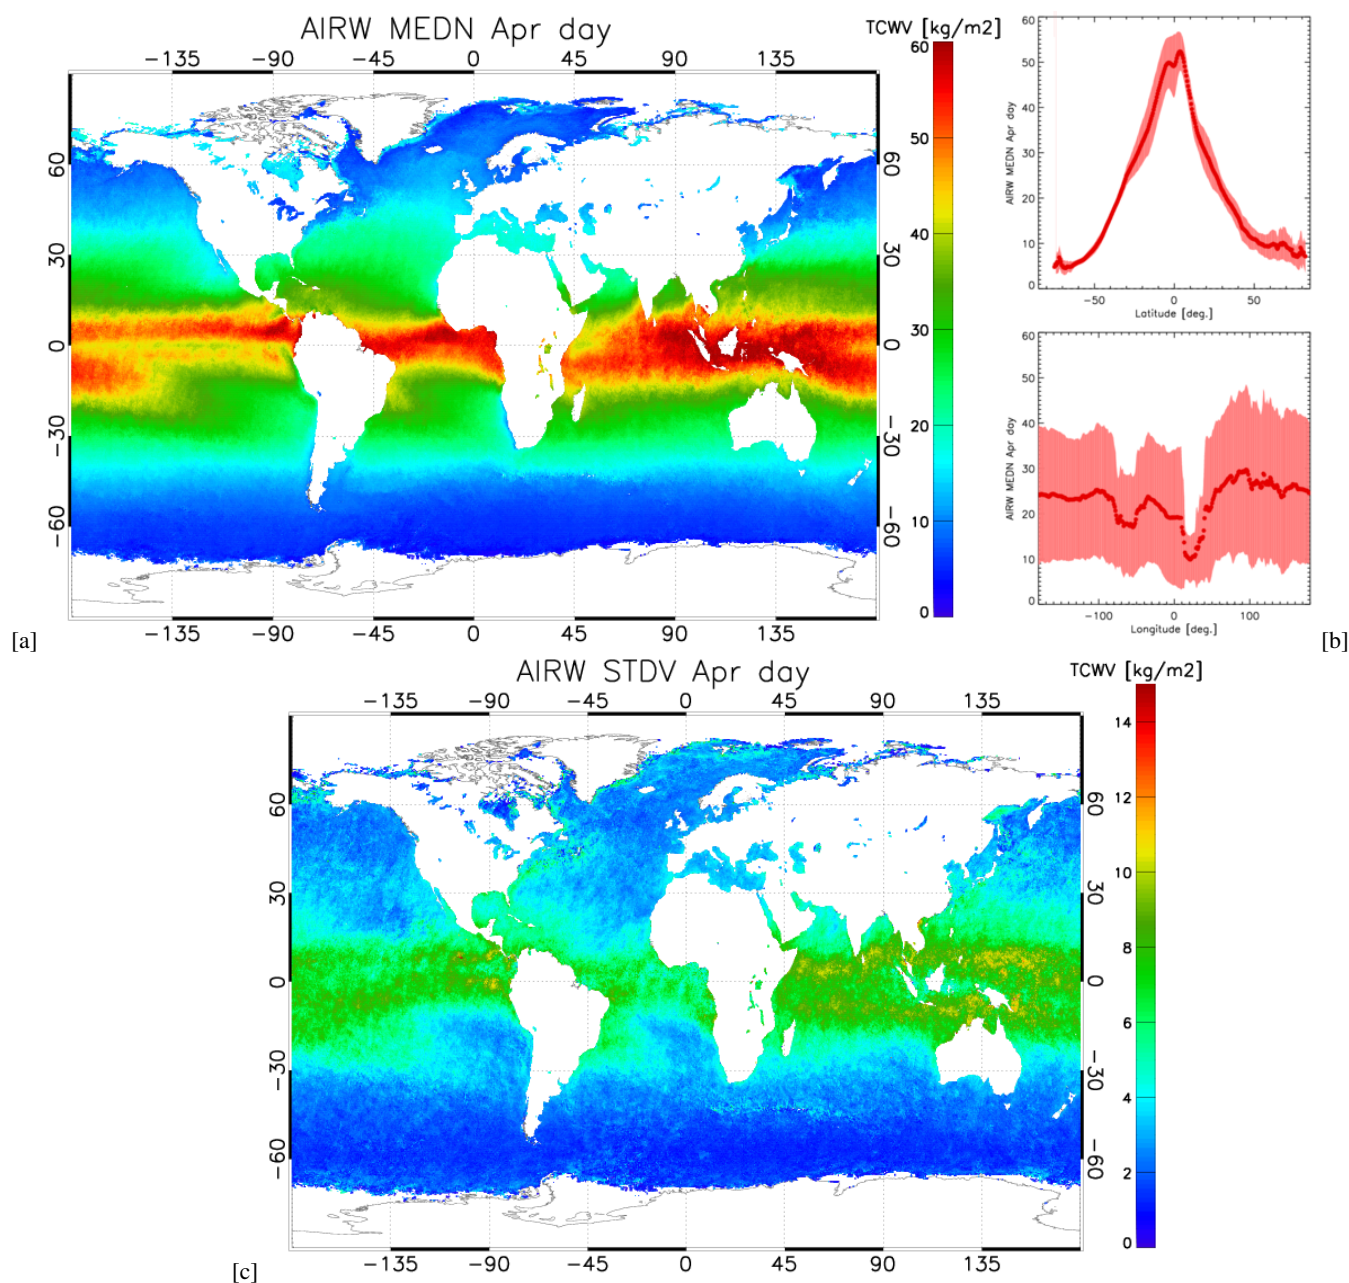 AIRW MEDN Apr day
TCWV [kg/m2]
−135 −90 −45 0 45 90 135
60 30 0 −30 −60
60 30 0 −30 −60
−135 −90 −45 0 45 90 135
60
50
40
30
20
10
0
[a]
60
50
40
30
20
10
0
AIRW MEDN Apr day
−50 0 50
Latitude [deg.]
60
50
40
30
20
10
0
AIRW MEDN Apr day
−100 0 100
Longitude [deg.]
[b]
AIRW STDV Apr day
TCWV [kg/m2]
−135 −90 −45 0 45 90 135
60 30 0 −30 −60
60 30 0 −30 −60
−135 −90 −45 0 45 90 135
14
12
10
8
6
4
2
0
[c]